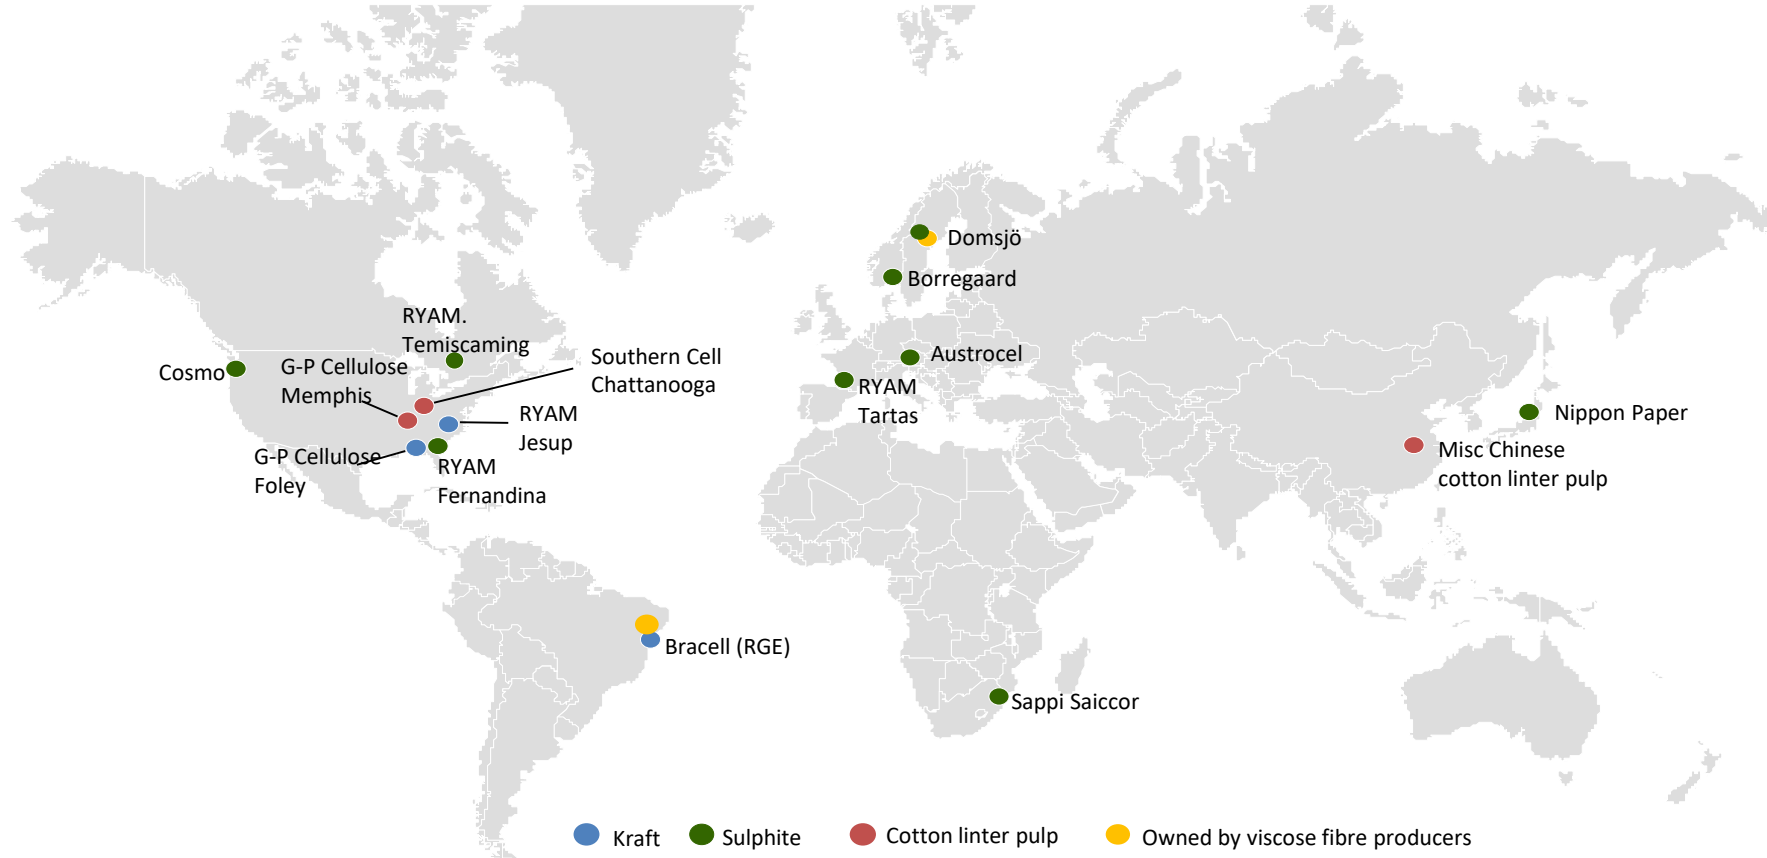 Domsjö
Borregaard
RYAM.
Temiscaming
Southern Cell
Chattanooga
Cosmo
G-P Cellulose
Memphis
Austrocel
RYAM
Tartas
RYAM
Jesup
Nippon Paper
G-P Cellulose
Foley
RYAM
Fernandina
Misc Chinese
cotton linter pulp
Bracell (RGE)
Sappi Saiccor
Kraft
Sulphite
Cotton linter pulp
Owned by viscose fibre producers